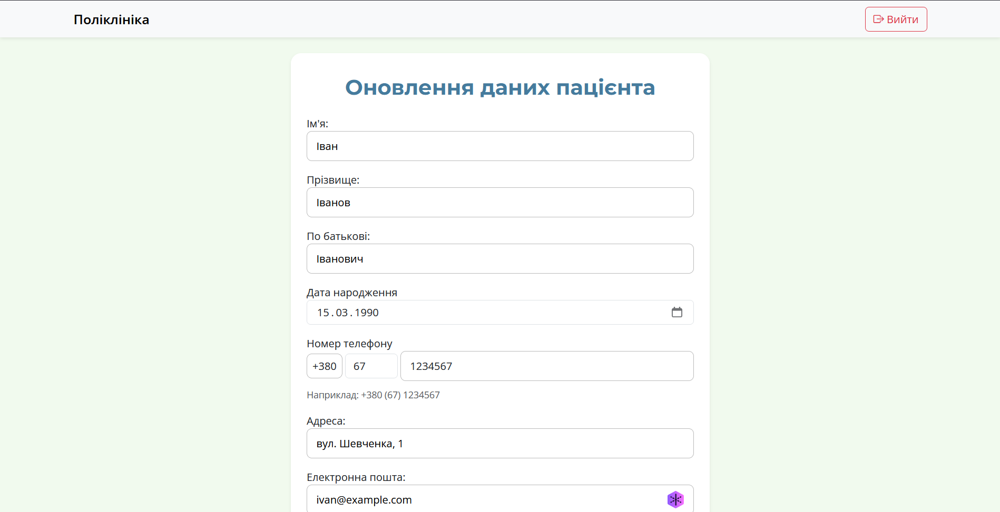 Поліклініка
Вийти
Оновлення даних пацієнта
Ім'я:
Іван
Прізвище:
Іванов
По батькові:
Іванович
Дата народження
15.03.1990
Номер телефону
+380 67 1234567
Наприклад: +380 (67) 1234567
Адреса:
вул. Шевченка, 1
Електронна пошта:
ivan@example.com